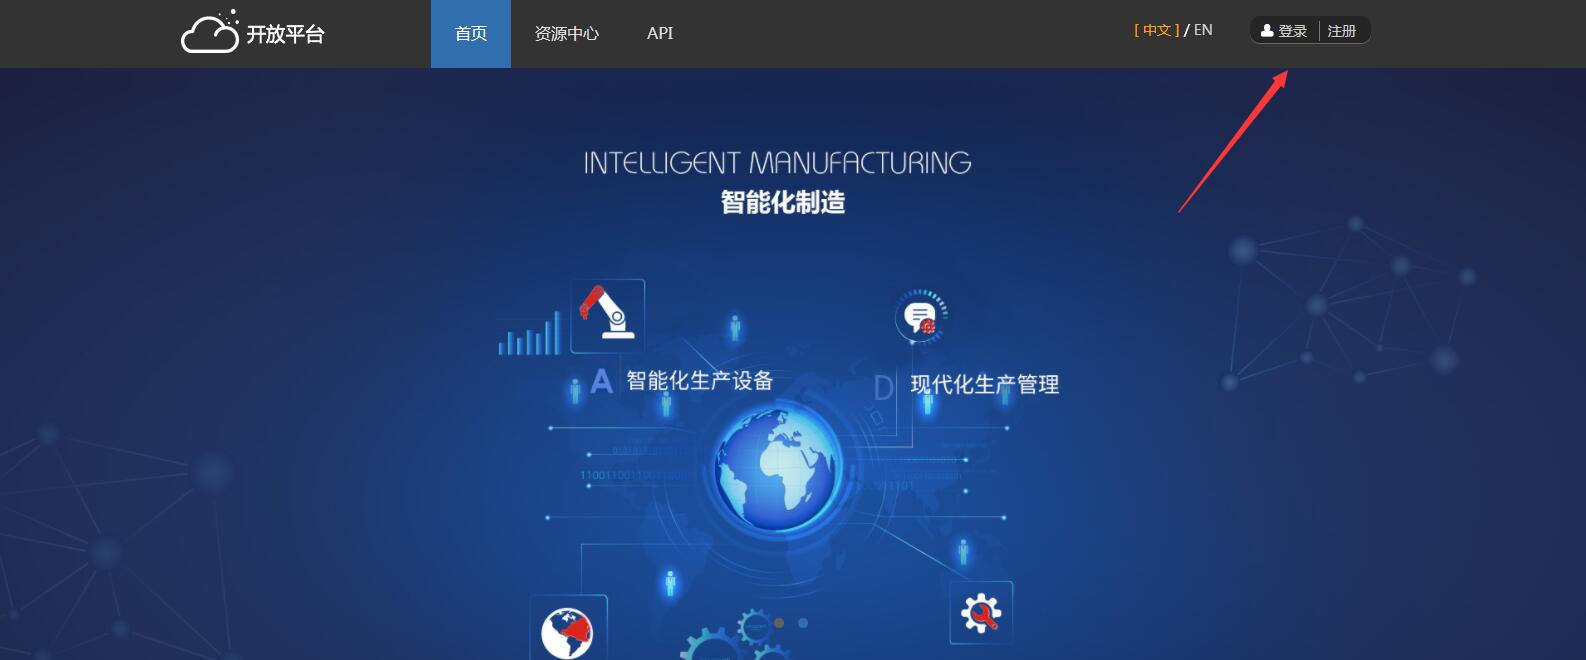 开放平台 首页 资源中心 API [ 中文 ] / EN 登录 注册
INTELLIGENT MANUFACTURING
智能化制造
A 智能化生产设备
D 现代化生产管理